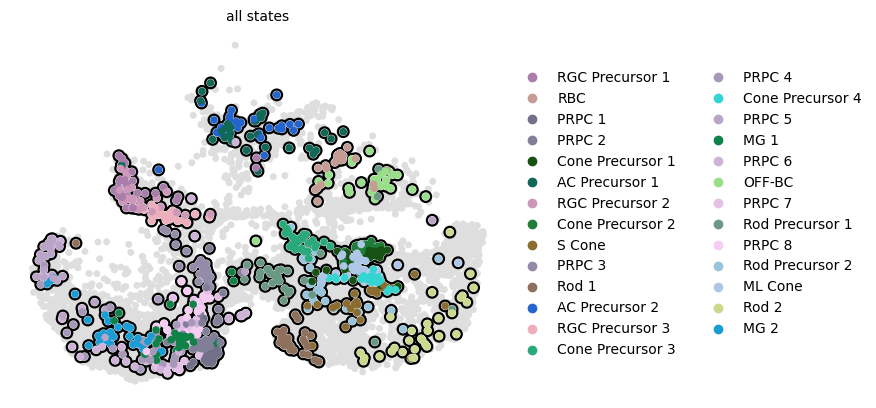 all states
RGC Precursor 1
RBC
PRPC 1
PRPC 2
Cone Precursor 1
AC Precursor 1
RGC Precursor 2
Cone Precursor 2
S Cone
PRPC 3
Rod 1
AC Precursor 2
RGC Precursor 3
Cone Precursor 3
PRPC 4
Cone Precursor 4
PRPC 5
MG 1
PRPC 6
OFF-BC
PRPC 7
Rod Precursor 1
PRPC 8
Rod Precursor 2
ML Cone
Rod 2
MG 2